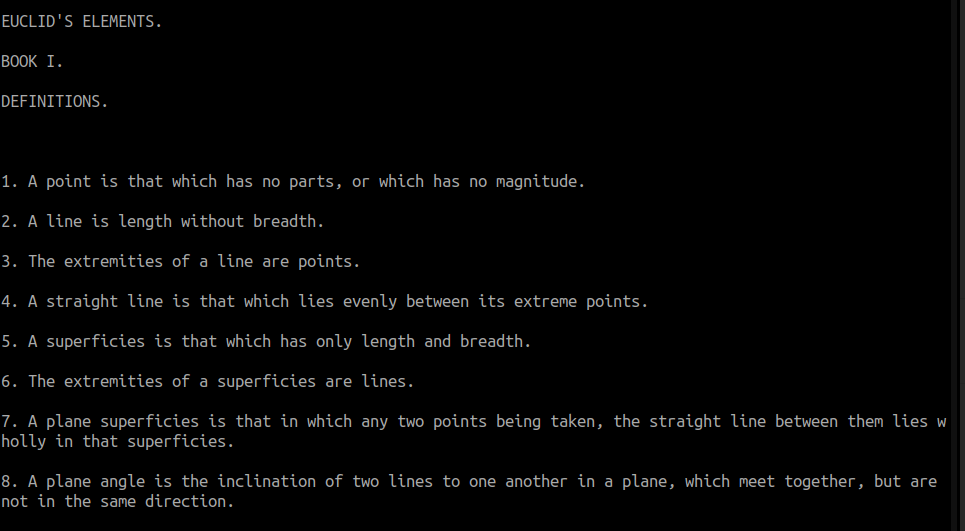 EUCLID'S ELEMENTS.
BOOK I.
DEFINITIONS.
1. A point is that which has no parts, or which has no magnitude.
2. A line is length without breadth.
3. The extremities of a line are points.
4. A straight line is that which lies evenly between its extreme points.
5. A superficies is that which has only length and breadth.
6. The extremities of a superficies are lines.
7. A plane superficies is that in which any two points being taken, the straight line between them lies w
holly in that superficies.
8. A plane angle is the inclination of two lines to one another in a plane, which meet together, but are
not in the same direction.